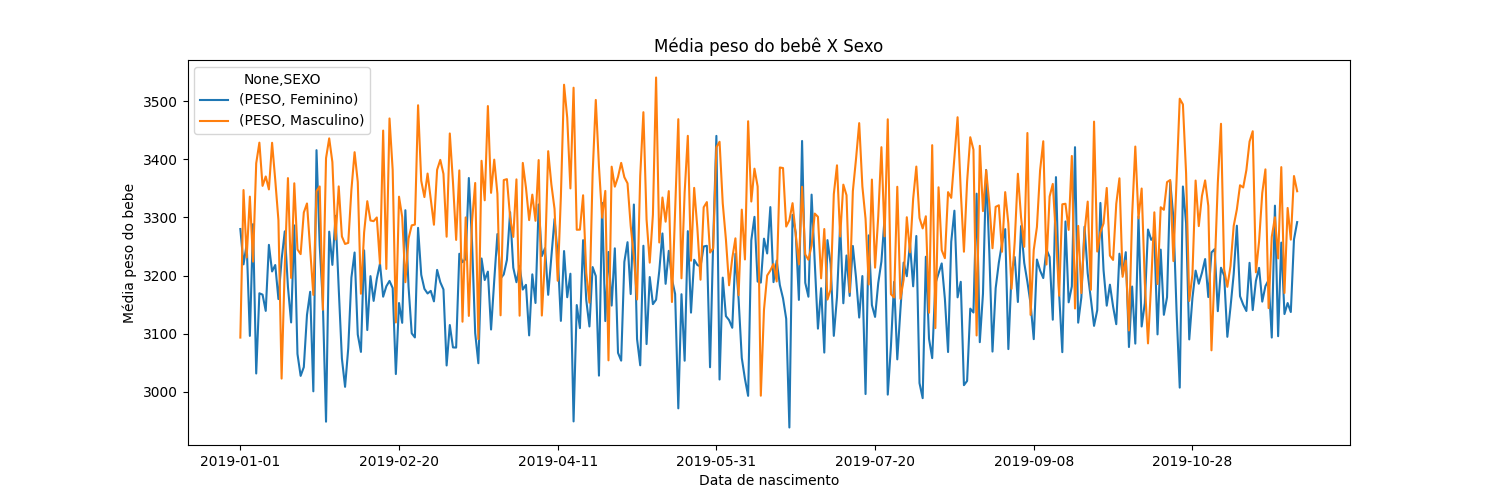 Média peso do bebê X Sexo
None,SEXO
(PESO, Feminino)
(PESO, Masculino)
Média peso do bebe
3500
3400
3300
3200
3100
3000
2019-01-01 2019-02-20 2019-04-11 2019-05-31 2019-07-20 2019-09-08 2019-10-28
Data de nascimento